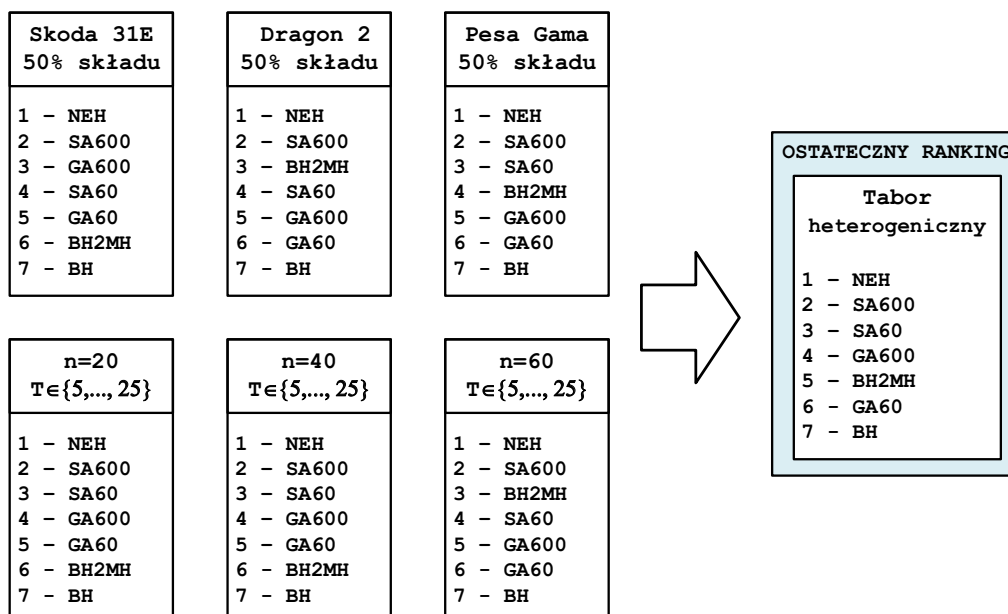 Skoda 31E
50% składu
1 – NEH
2 – SA600
3 – GA600
4 – SA60
5 – GA60
6 – BH2MH
7 - BH
Dragon 2
50% składu
1 – NEH
2 – SA600
3 – BH2MH
4 – SA60
5 – GA600
6 - GA60
7 - BH
Pesa Gama
50% składu
1 – NEH
2 – SA600
3 – SA60
4 – BH2MH
5 – GA600
6 – GA60
7 - BH
n=20
T∈{5,..., 25}
1 – NEH
2 – SA600
3 – SA60
4 – GA600
5 – GA60
6 – BH2MH
7 - BH
n=40
T∈{5,..., 25}
1 – NEH
2 – SA600
3 – SA60
4 – GA600
5 – GA60
6 – BH2MH
7 - BH
n=60
T∈{5,..., 25}
1 – NEH
2 – SA600
3 – BH2MH
4 – SA60
5 – GA600
6 - GA60
7 - BH
OSTATECZNY RANKING
Tabor
heterogeniczny
1 – NEH
2 – SA600
3 – SA60
4 – GA600
5 – BH2MH
6 - GA60
7 - BH